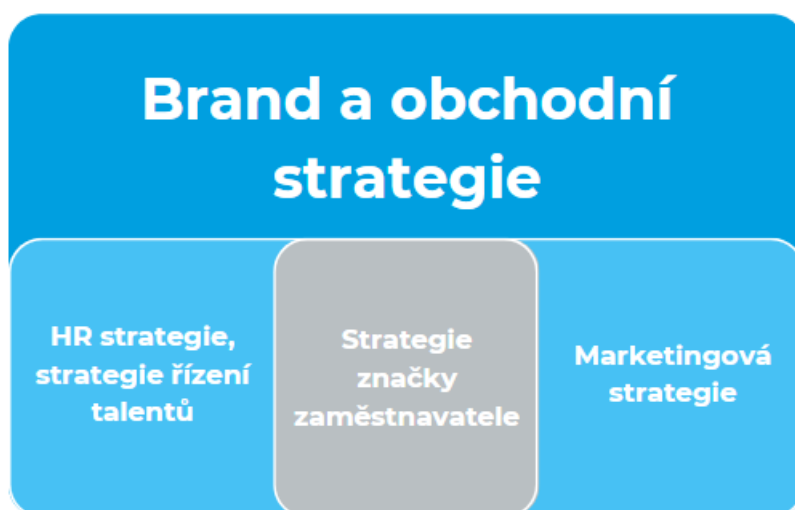 Brand a obchodní
strategie
HR strategie,
strategie řízení
talentů
Strategie
značky
zaměstnavatele
Marketingová
strategie